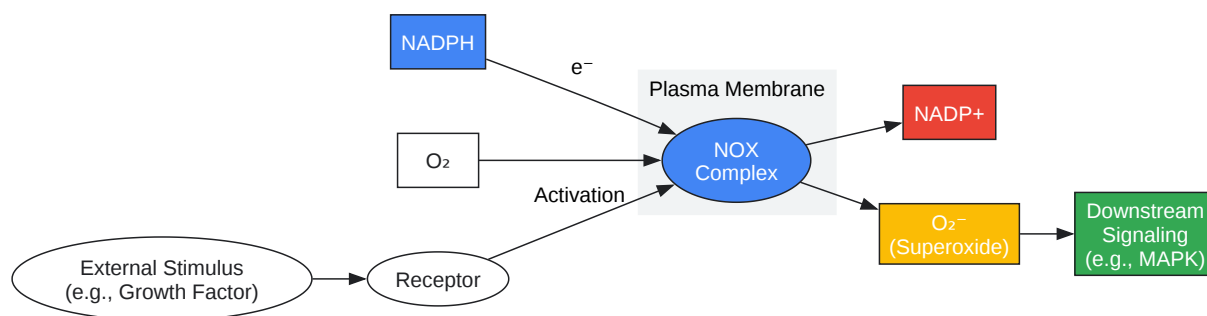 NADPH
e⁻
Plasma Membrane
NADP+
O₂
NOX
Complex
Activation
O₂⁻
(Superoxide)
Downstream
Signaling
(e.g., MAPK)
External Stimulus
(e.g., Growth Factor)
Receptor